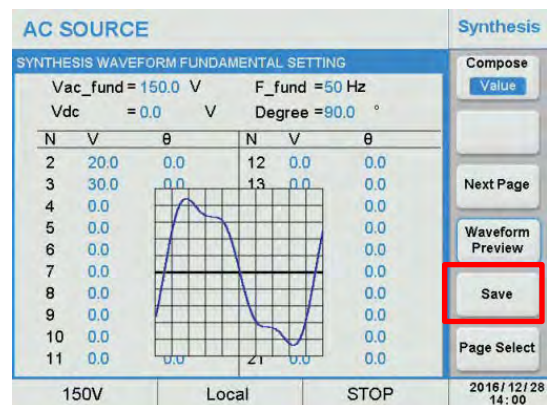 AC SOURCE
Synthesis
SYNTHESIS WAVEFORM FUNDAMENTAL SETTING
Vac_fund = 150.0 V F_fund =50 Hz
Vdc = 0.0 V Degree =90.0 °
N V θ N V θ
2 20.0 0.0 12 0.0 0.0
3 30.0 0.0 13 0.0 0.0
4 0.0 0.0
5 0.0 0.0
6 0.0 0.0
7 0.0 0.0
8 0.0 0.0
9 0.0 0.0
10 0.0 0.0
11 0.0 0.0 21 0.0 0.0
Compose
Value
Next Page
Waveform
Preview
Save
Page Select
150V Local STOP
2016/12/28
14:00